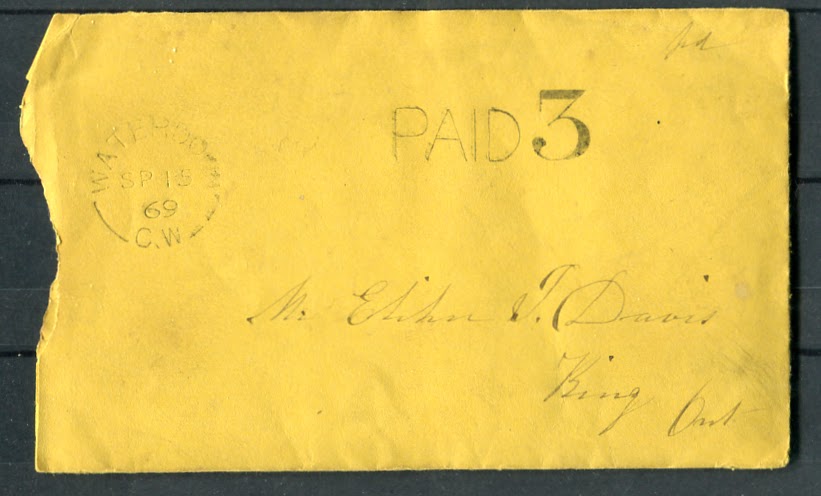 pd
PAID 3
WATERDOWN
SP 15
69
C.W
Mr Elihu T. Davis
King Ont